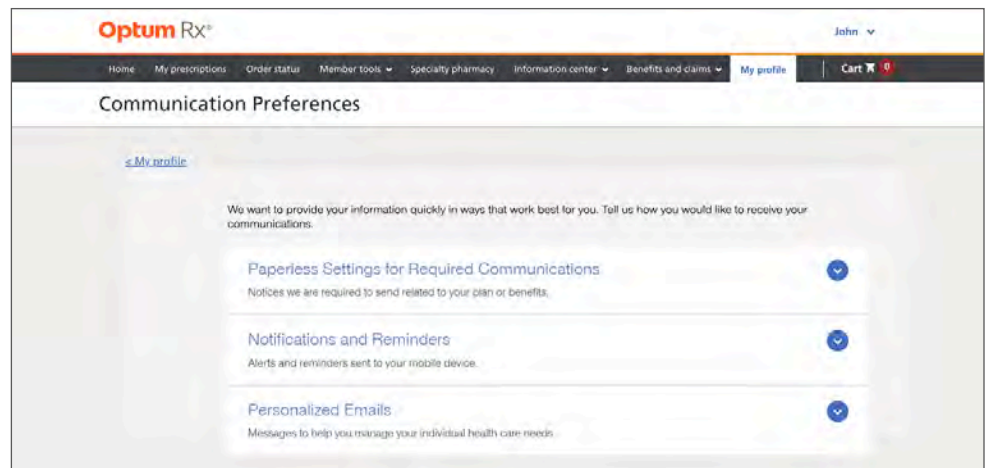 Optum Rx®
John
Home My prescriptions Order status Member tools Specialty pharmacy Information center Benefits and claims My profile Cart 0
Communication Preferences
< My profile
We want to provide your information quickly in ways that work best for you. Tell us how you would like to receive your
communications.
Paperless Settings for Required Communications
Notices we are required to send related to your plan or benefits.
Notifications and Reminders
Alerts and reminders sent to your mobile device.
Personalized Emails
Messages to help you manage your individual health care needs.